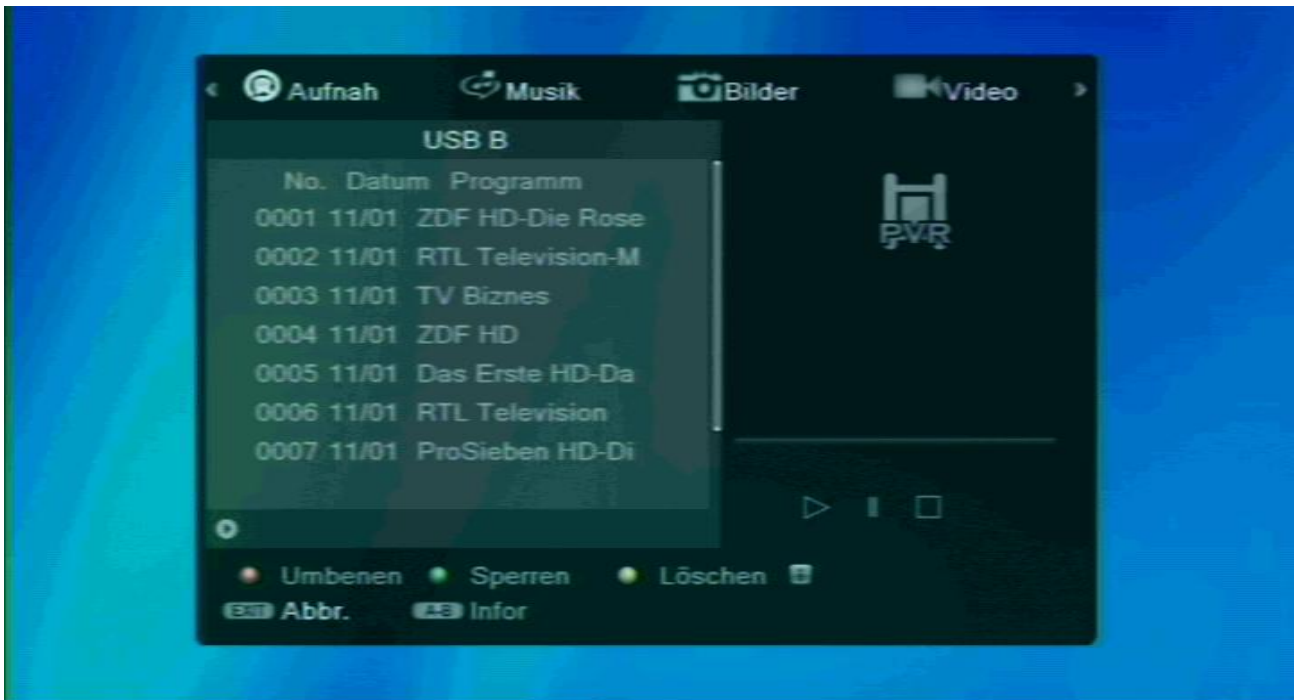 Aufnah Musik Bilder Video
USB B
No. Datum Programm
0001 11/01 ZDF HD-Die Rose
0002 11/01 RTL Television-M
0003 11/01 TV Biznes
0004 11/01 ZDF HD
0005 11/01 Das Erste HD-Da
0006 11/01 RTL Television
0007 11/01 ProSieben HD-Di
PVR
Umbenen Sperren Löschen
EXIT Abbr. A-B Infor